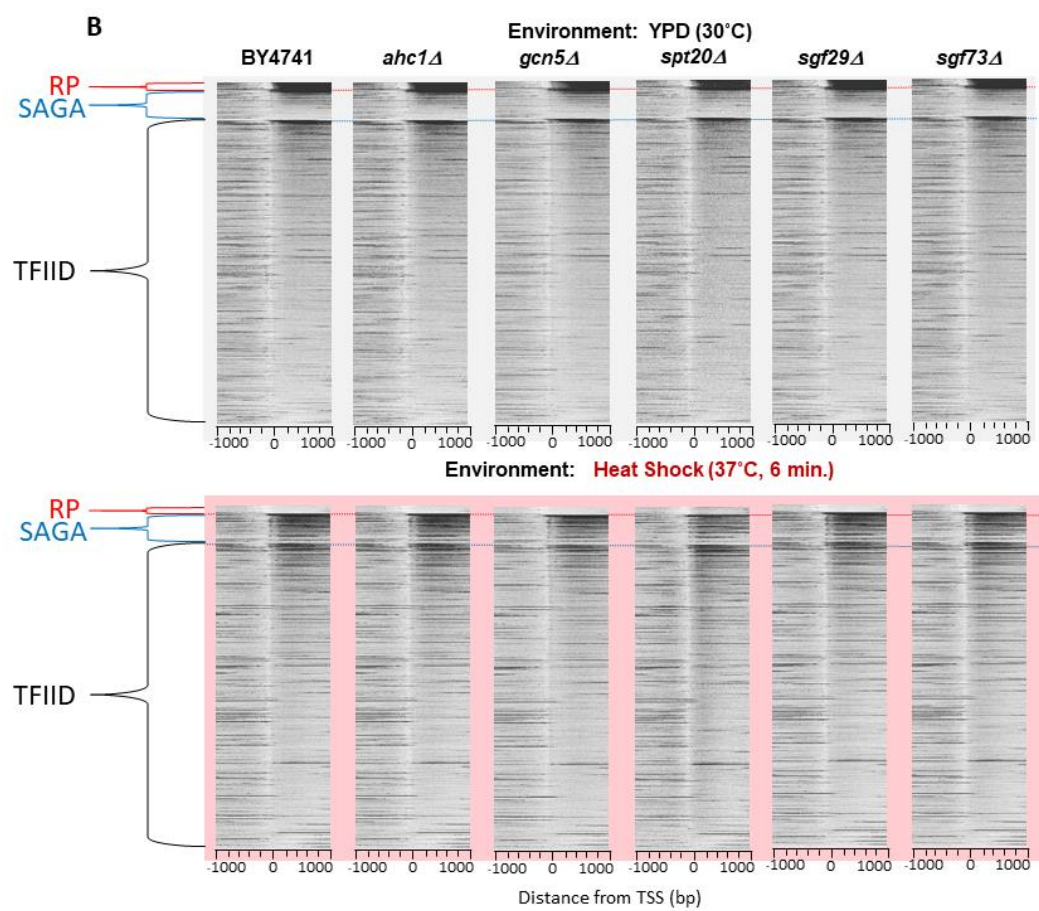 B
Environment: YPD (30°C)
BY4741 ahc1Δ gcn5Δ spt20Δ sgf29Δ sgf73Δ
RP
SAGA
TFIID
-1000 0 1000 -1000 0 1000 -1000 0 1000 -1000 0 1000 -1000 0 1000 -1000 0 1000
Environment: Heat Shock (37°C, 6 min.)
RP
SAGA
TFIID
-1000 0 1000 -1000 0 1000 -1000 0 1000 -1000 0 1000 -1000 0 1000 -1000 0 1000
Distance from TSS (bp)